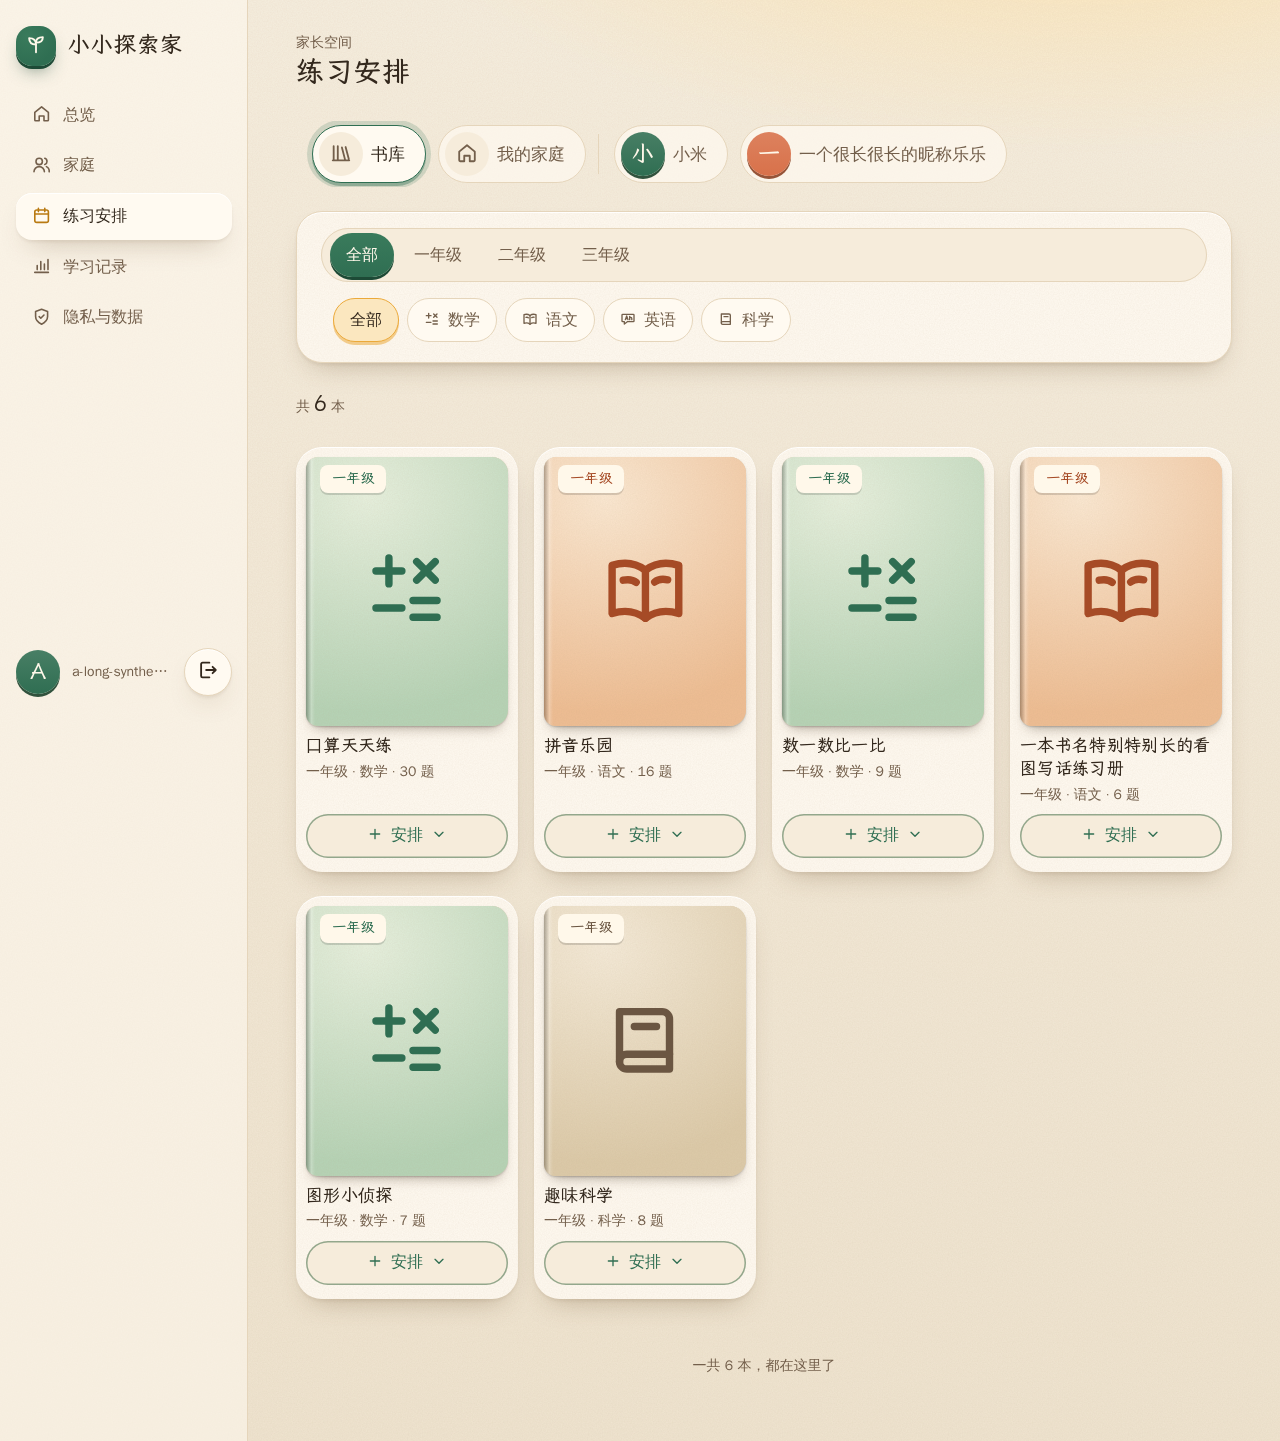 小小探索家
总览
家庭
练习安排
学习记录
隐私与数据
A a-long-synthe···
家长空间
练习安排
书库 我的家庭 小 小米 一 一个很长很长的昵称乐乐
全部 一年级 二年级 三年级
全部 数学 语文 英语 科学
共 6 本
一年级 一年级 一年级 一年级
口算天天练
一年级 · 数学 · 30 题
安排
拼音乐园
一年级 · 语文 · 16 题
安排
数一数比一比
一年级 · 数学 · 9 题
安排
一本书名特别特别长的看
图写话练习册
一年级 · 语文 · 6 题
安排
一年级 一年级
图形小侦探
一年级 · 数学 · 7 题
安排
趣味科学
一年级 · 科学 · 8 题
安排
一共 6 本，都在这里了